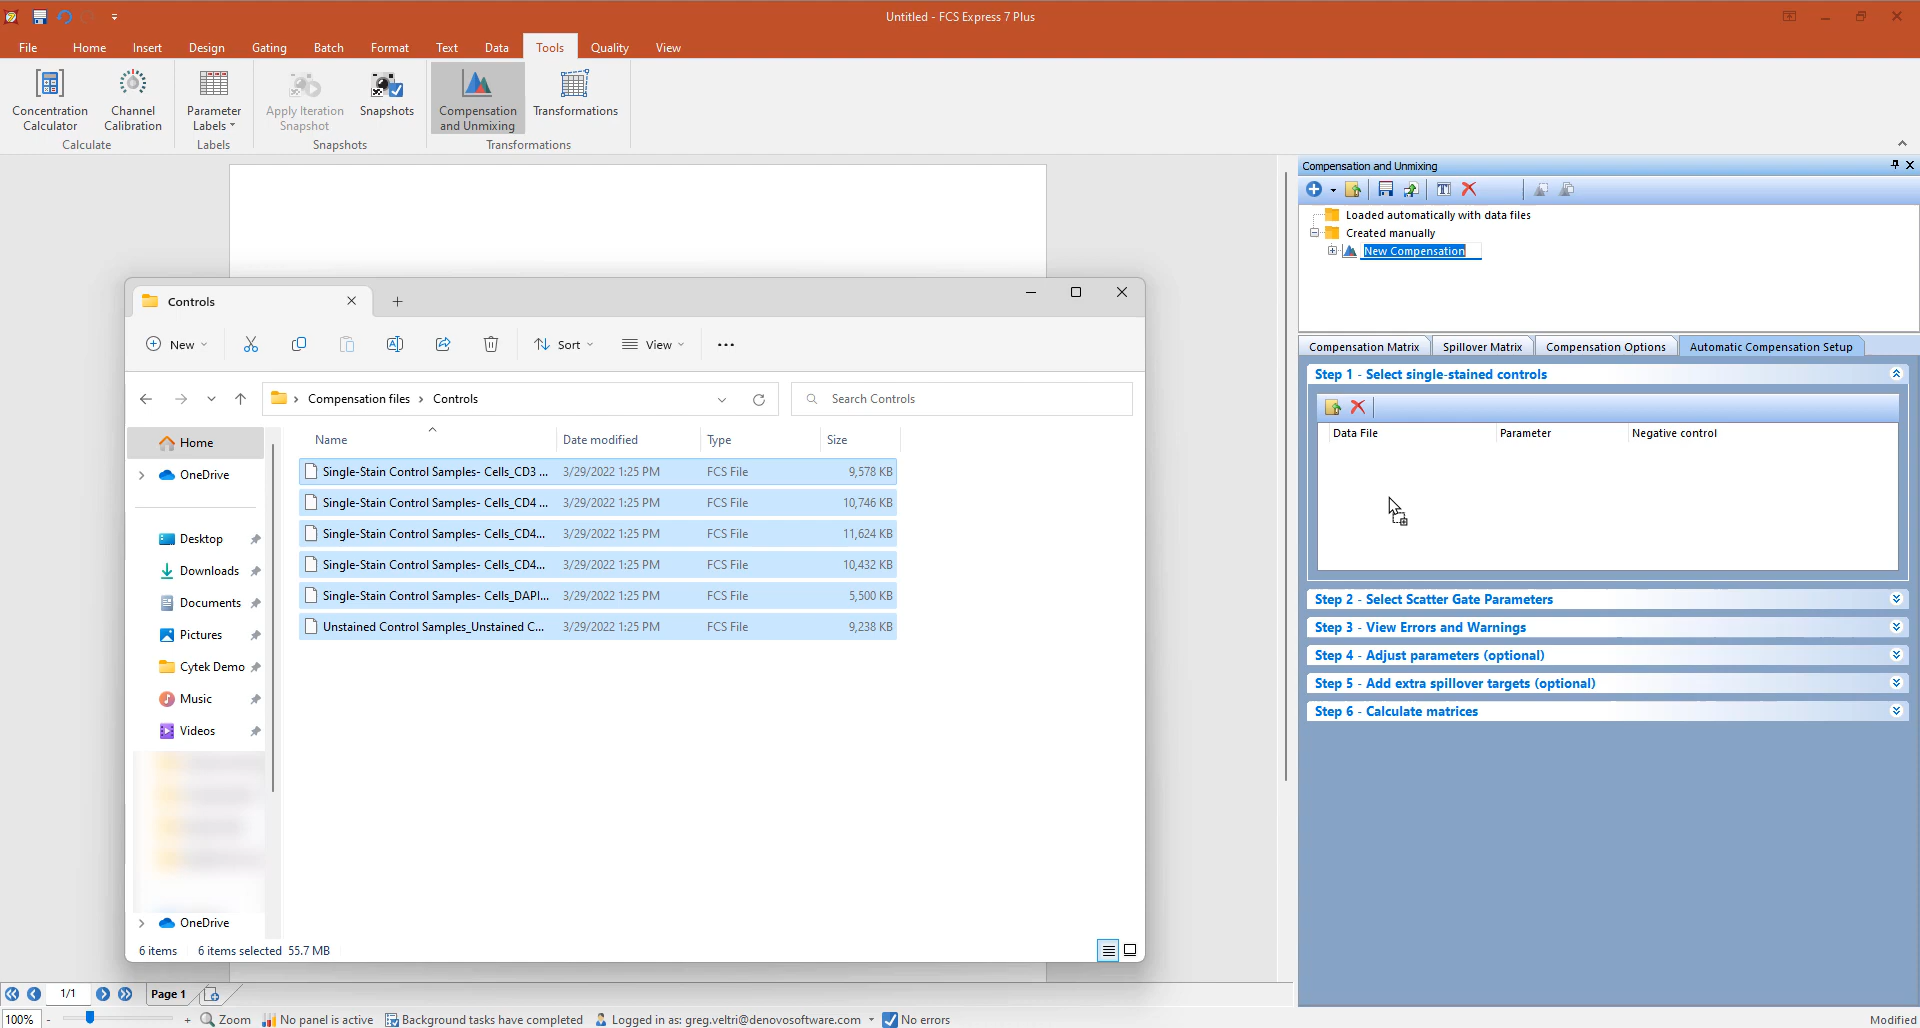 Untitled - FCS Express 7 Plus
File Home Insert Design Gating Batch Format Text Data Tools Quality View
Concentration Calculator
Channel Calibration
Parameter Labels
Apply Iteration Snapshot
Snapshots
Compensation and Unmixing
Transformations
Calculate Labels Snapshots Transformations
Compensation and Unmixing
Loaded automatically with data files
Created manually
New Compensation
Compensation Matrix Spillover Matrix Compensation Options Automatic Compensation Setup
Step 1 - Select single-stained controls
Data File Parameter Negative control
Step 2 - Select Scatter Gate Parameters
Step 3 - View Errors and Warnings
Step 4 - Adjust parameters (optional)
Step 5 - Add extra spillover targets (optional)
Step 6 - Calculate matrices
Controls
New Sort View
Compensation files › Controls
Search Controls
Home
OneDrive
Desktop
Downloads
Documents
Pictures
Cytek Demo
Music
Videos
OneDrive
Name Date modified Type Size
Single-Stain Control Samples- Cells_CD3 ... 3/29/2022 1:25 PM FCS File 9,578 KB
Single-Stain Control Samples- Cells_CD4 ... 3/29/2022 1:25 PM FCS File 10,746 KB
Single-Stain Control Samples- Cells_CD4... 3/29/2022 1:25 PM FCS File 11,624 KB
Single-Stain Control Samples- Cells_CD4... 3/29/2022 1:25 PM FCS File 10,432 KB
Single-Stain Control Samples- Cells_DAPI... 3/29/2022 1:25 PM FCS File 5,500 KB
Unstained Control Samples_Unstained C... 3/29/2022 1:25 PM FCS File 9,238 KB
6 items 6 items selected 55.7 MB
1/1 Page 1
100% - + Zoom No panel is active Background tasks have completed Logged in as: greg.veltri@denovosoftware.com No errors Modified